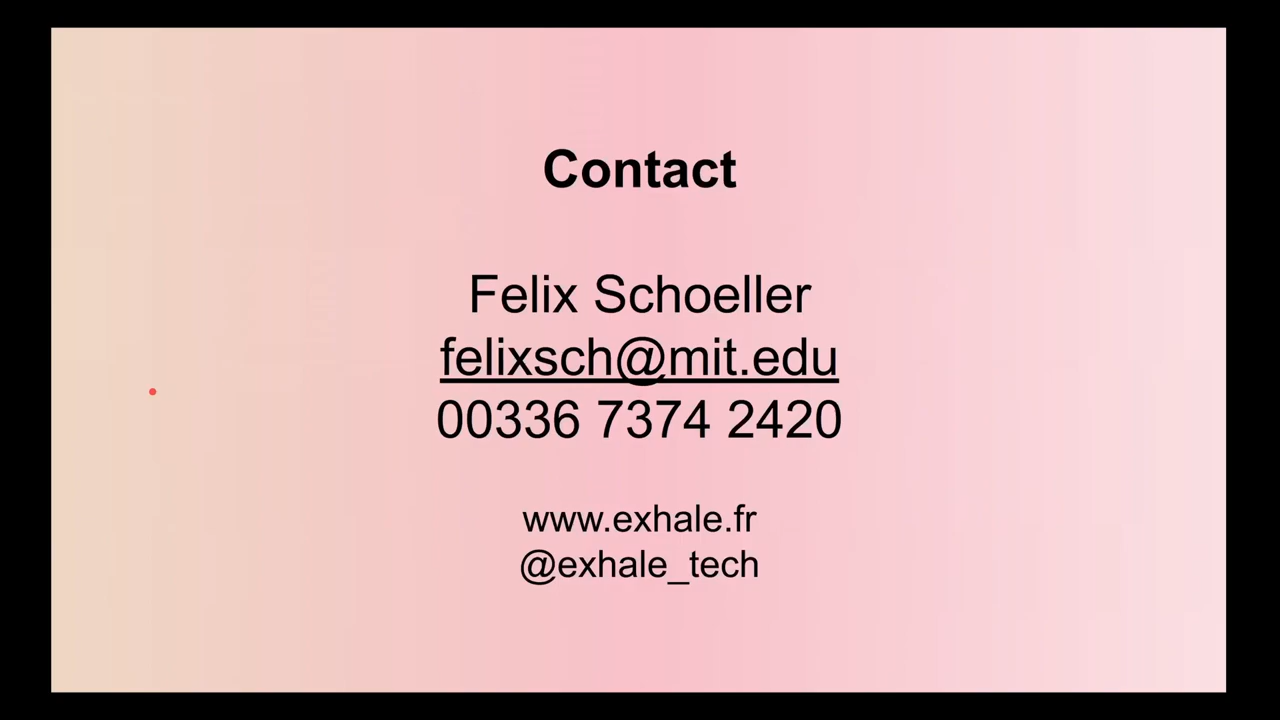 Contact
Felix Schoeller
felixsch@mit.edu
00336 7374 2420
www.exhale.fr
@exhale_tech